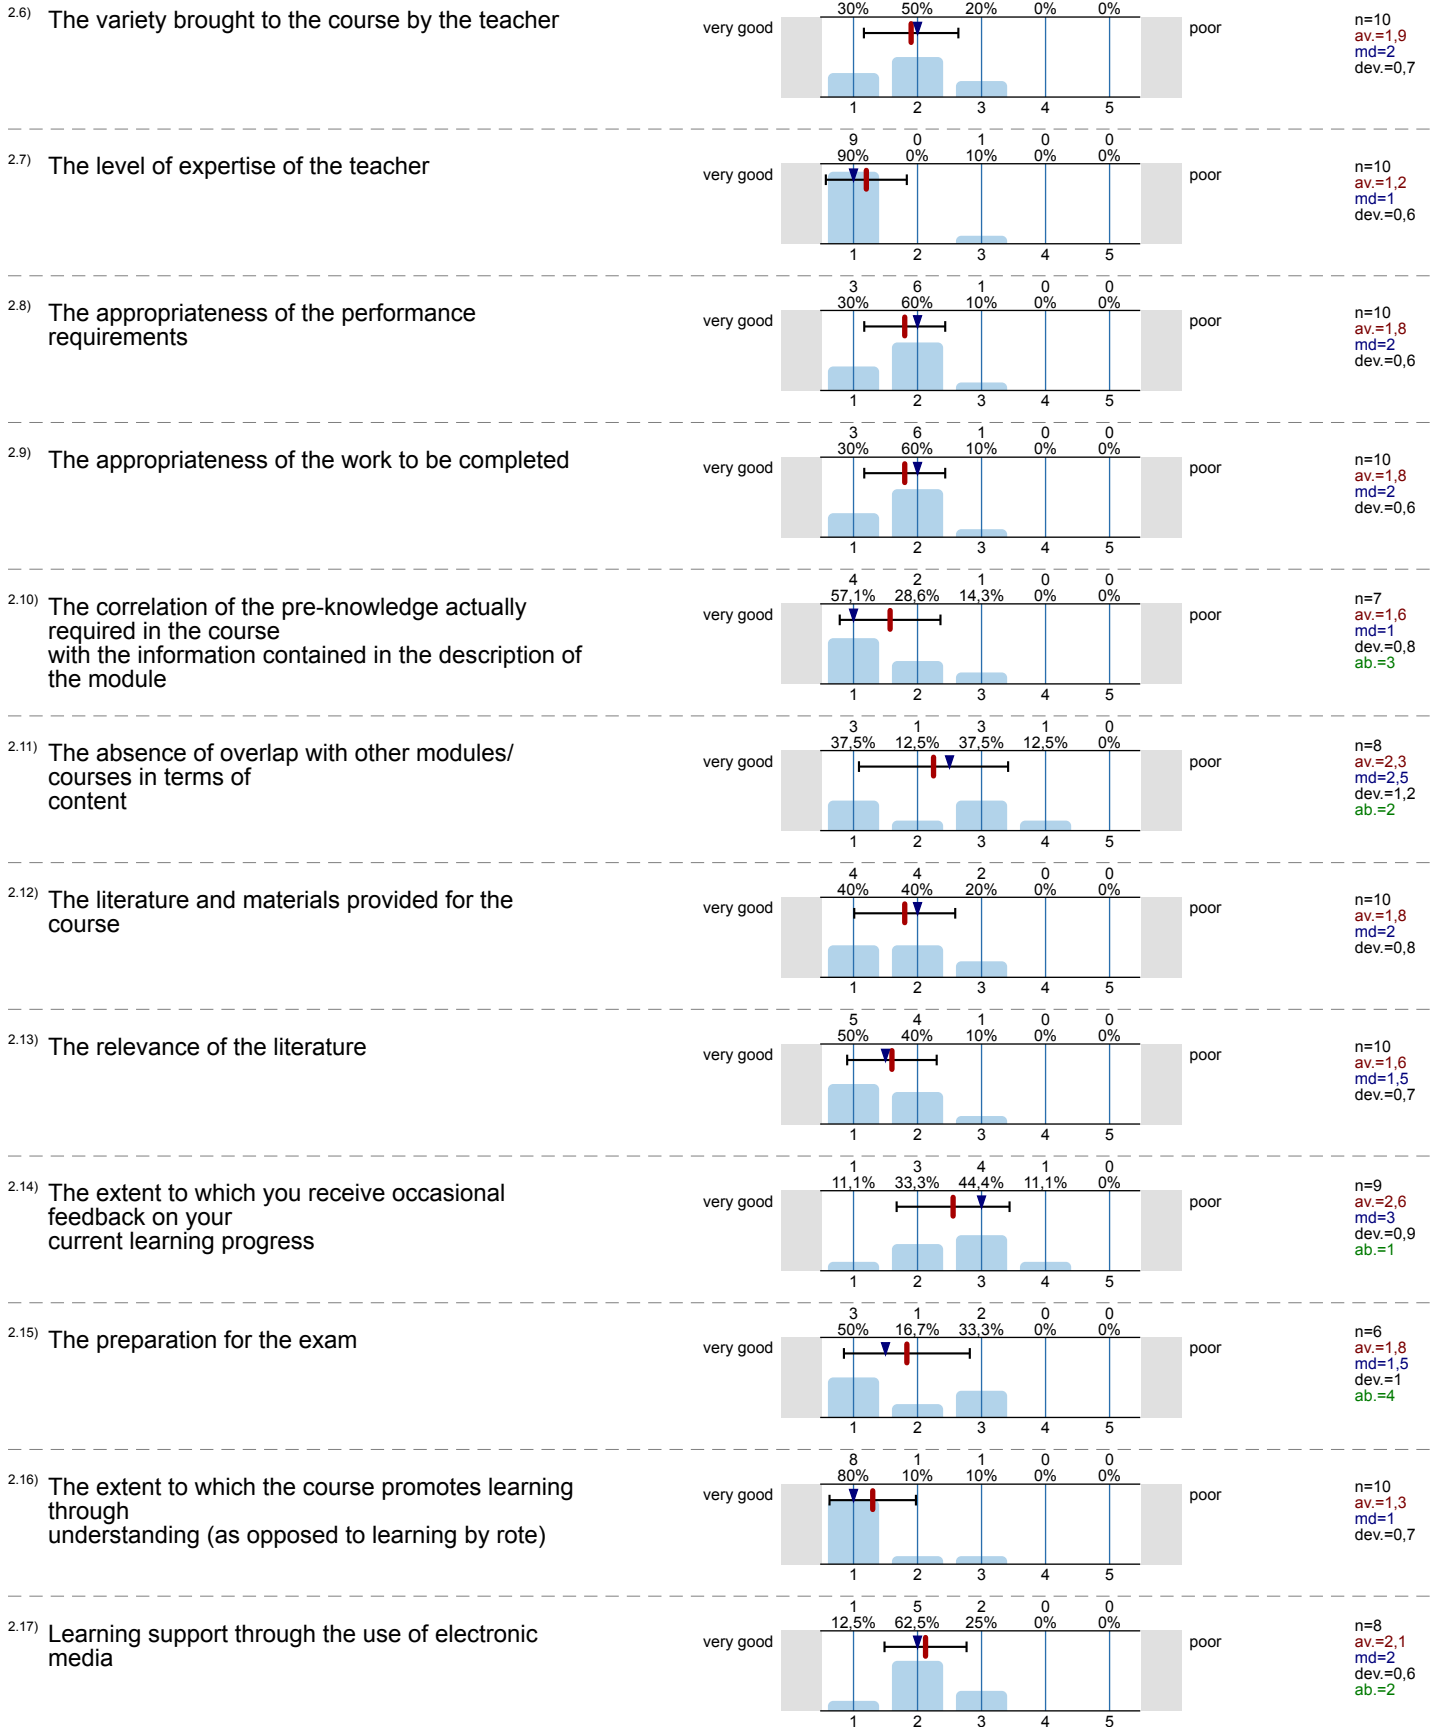 2.6) The variety brought to the course by the teacher
30% 50% 20% 0% 0%
very good poor
n=10
av.=1,9
md=2
dev.=0,7
1 2 3 4 5
2.7) The level of expertise of the teacher
9 0 1 0 0
90% 0% 10% 0% 0%
very good poor
n=10
av.=1,2
md=1
dev.=0,6
1 2 3 4 5
2.8) The appropriateness of the performance
requirements
3 6 1 0 0
30% 60% 10% 0% 0%
very good poor
n=10
av.=1,8
md=2
dev.=0,6
1 2 3 4 5
2.9) The appropriateness of the work to be completed
3 6 1 0 0
30% 60% 10% 0% 0%
very good poor
n=10
av.=1,8
md=2
dev.=0,6
1 2 3 4 5
2.10) The correlation of the pre-knowledge actually
required in the course
with the information contained in the description of
the module
4 2 1 0 0
57,1% 28,6% 14,3% 0% 0%
very good poor
n=7
av.=1,6
md=1
dev.=0,8
ab.=3
1 2 3 4 5
2.11) The absence of overlap with other modules/
courses in terms of
content
3 1 3 1 0
37,5% 12,5% 37,5% 12,5% 0%
very good poor
n=8
av.=2,3
md=2,5
dev.=1,2
ab.=2
1 2 3 4 5
2.12) The literature and materials provided for the
course
4 4 2 0 0
40% 40% 20% 0% 0%
very good poor
n=10
av.=1,8
md=2
dev.=0,8
1 2 3 4 5
2.13) The relevance of the literature
5 4 1 0 0
50% 40% 10% 0% 0%
very good poor
n=10
av.=1,6
md=1,5
dev.=0,7
1 2 3 4 5
2.14) The extent to which you receive occasional
feedback on your
current learning progress
1 3 4 1 0
11,1% 33,3% 44,4% 11,1% 0%
very good poor
n=9
av.=2,6
md=3
dev.=0,9
ab.=1
1 2 3 4 5
2.15) The preparation for the exam
3 1 2 0 0
50% 16,7% 33,3% 0% 0%
very good poor
n=6
av.=1,8
md=1,5
dev.=1
ab.=4
1 2 3 4 5
2.16) The extent to which the course promotes learning
through
understanding (as opposed to learning by rote)
8 1 1 0 0
80% 10% 10% 0% 0%
very good poor
n=10
av.=1,3
md=1
dev.=0,7
1 2 3 4 5
2.17) Learning support through the use of electronic
media
1 5 2 0 0
12,5% 62,5% 25% 0% 0%
very good poor
n=8
av.=2,1
md=2
dev.=0,6
ab.=2
1 2 3 4 5